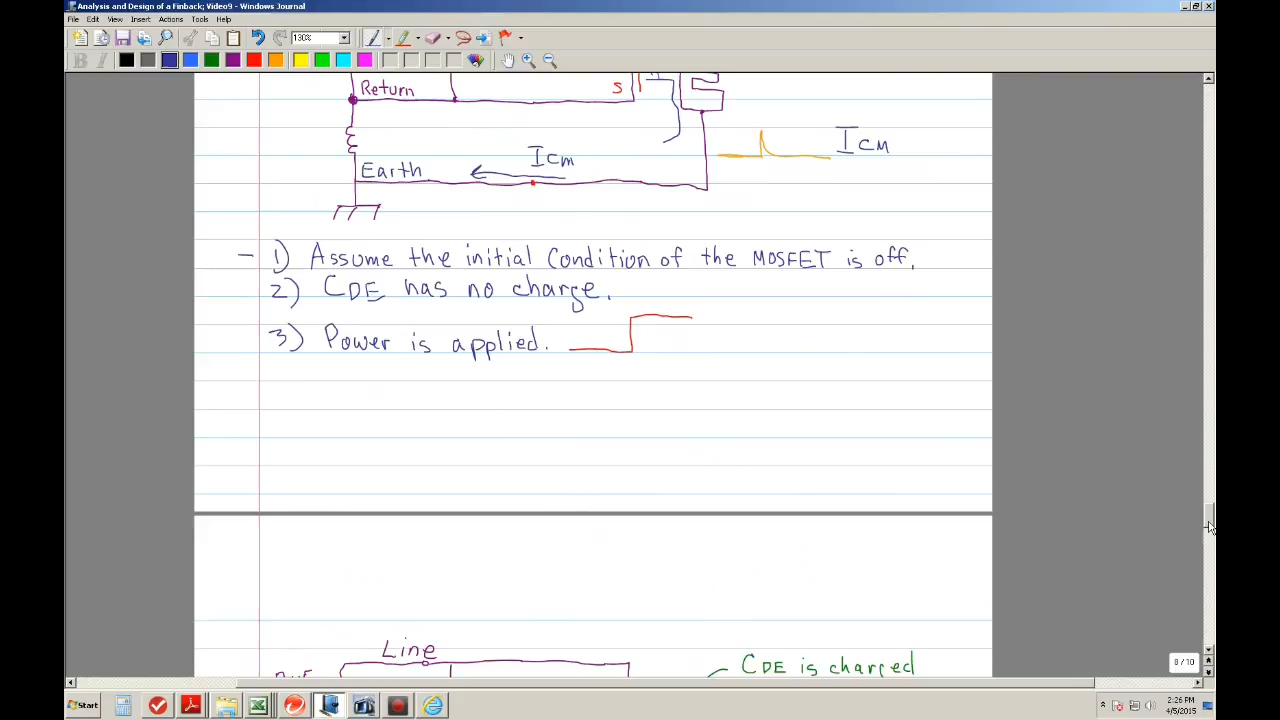 Analysis and Design of a Finback; Video9 - Windows Journal
File Edit View Insert Actions Tools Help
130%
Return
S
Earth
ICM
ICM
- 1) Assume the initial Condition of the MOSFET is off.
2) CDE has no charge.
3) Power is applied.
Line
CDE is charged
8 / 10
Start
2:26 PM
4/5/2015